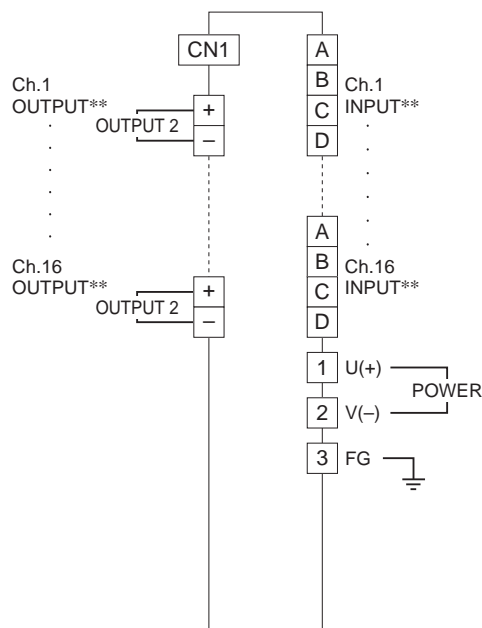 CN1
Ch.1
OUTPUT**
OUTPUT 2
+
–
Ch.16
OUTPUT**
OUTPUT 2
+
–
A
B
C
D
Ch.1
INPUT**
A
B
C
D
Ch.16
INPUT**
1 U(+)
POWER
2 V(–)
3 FG